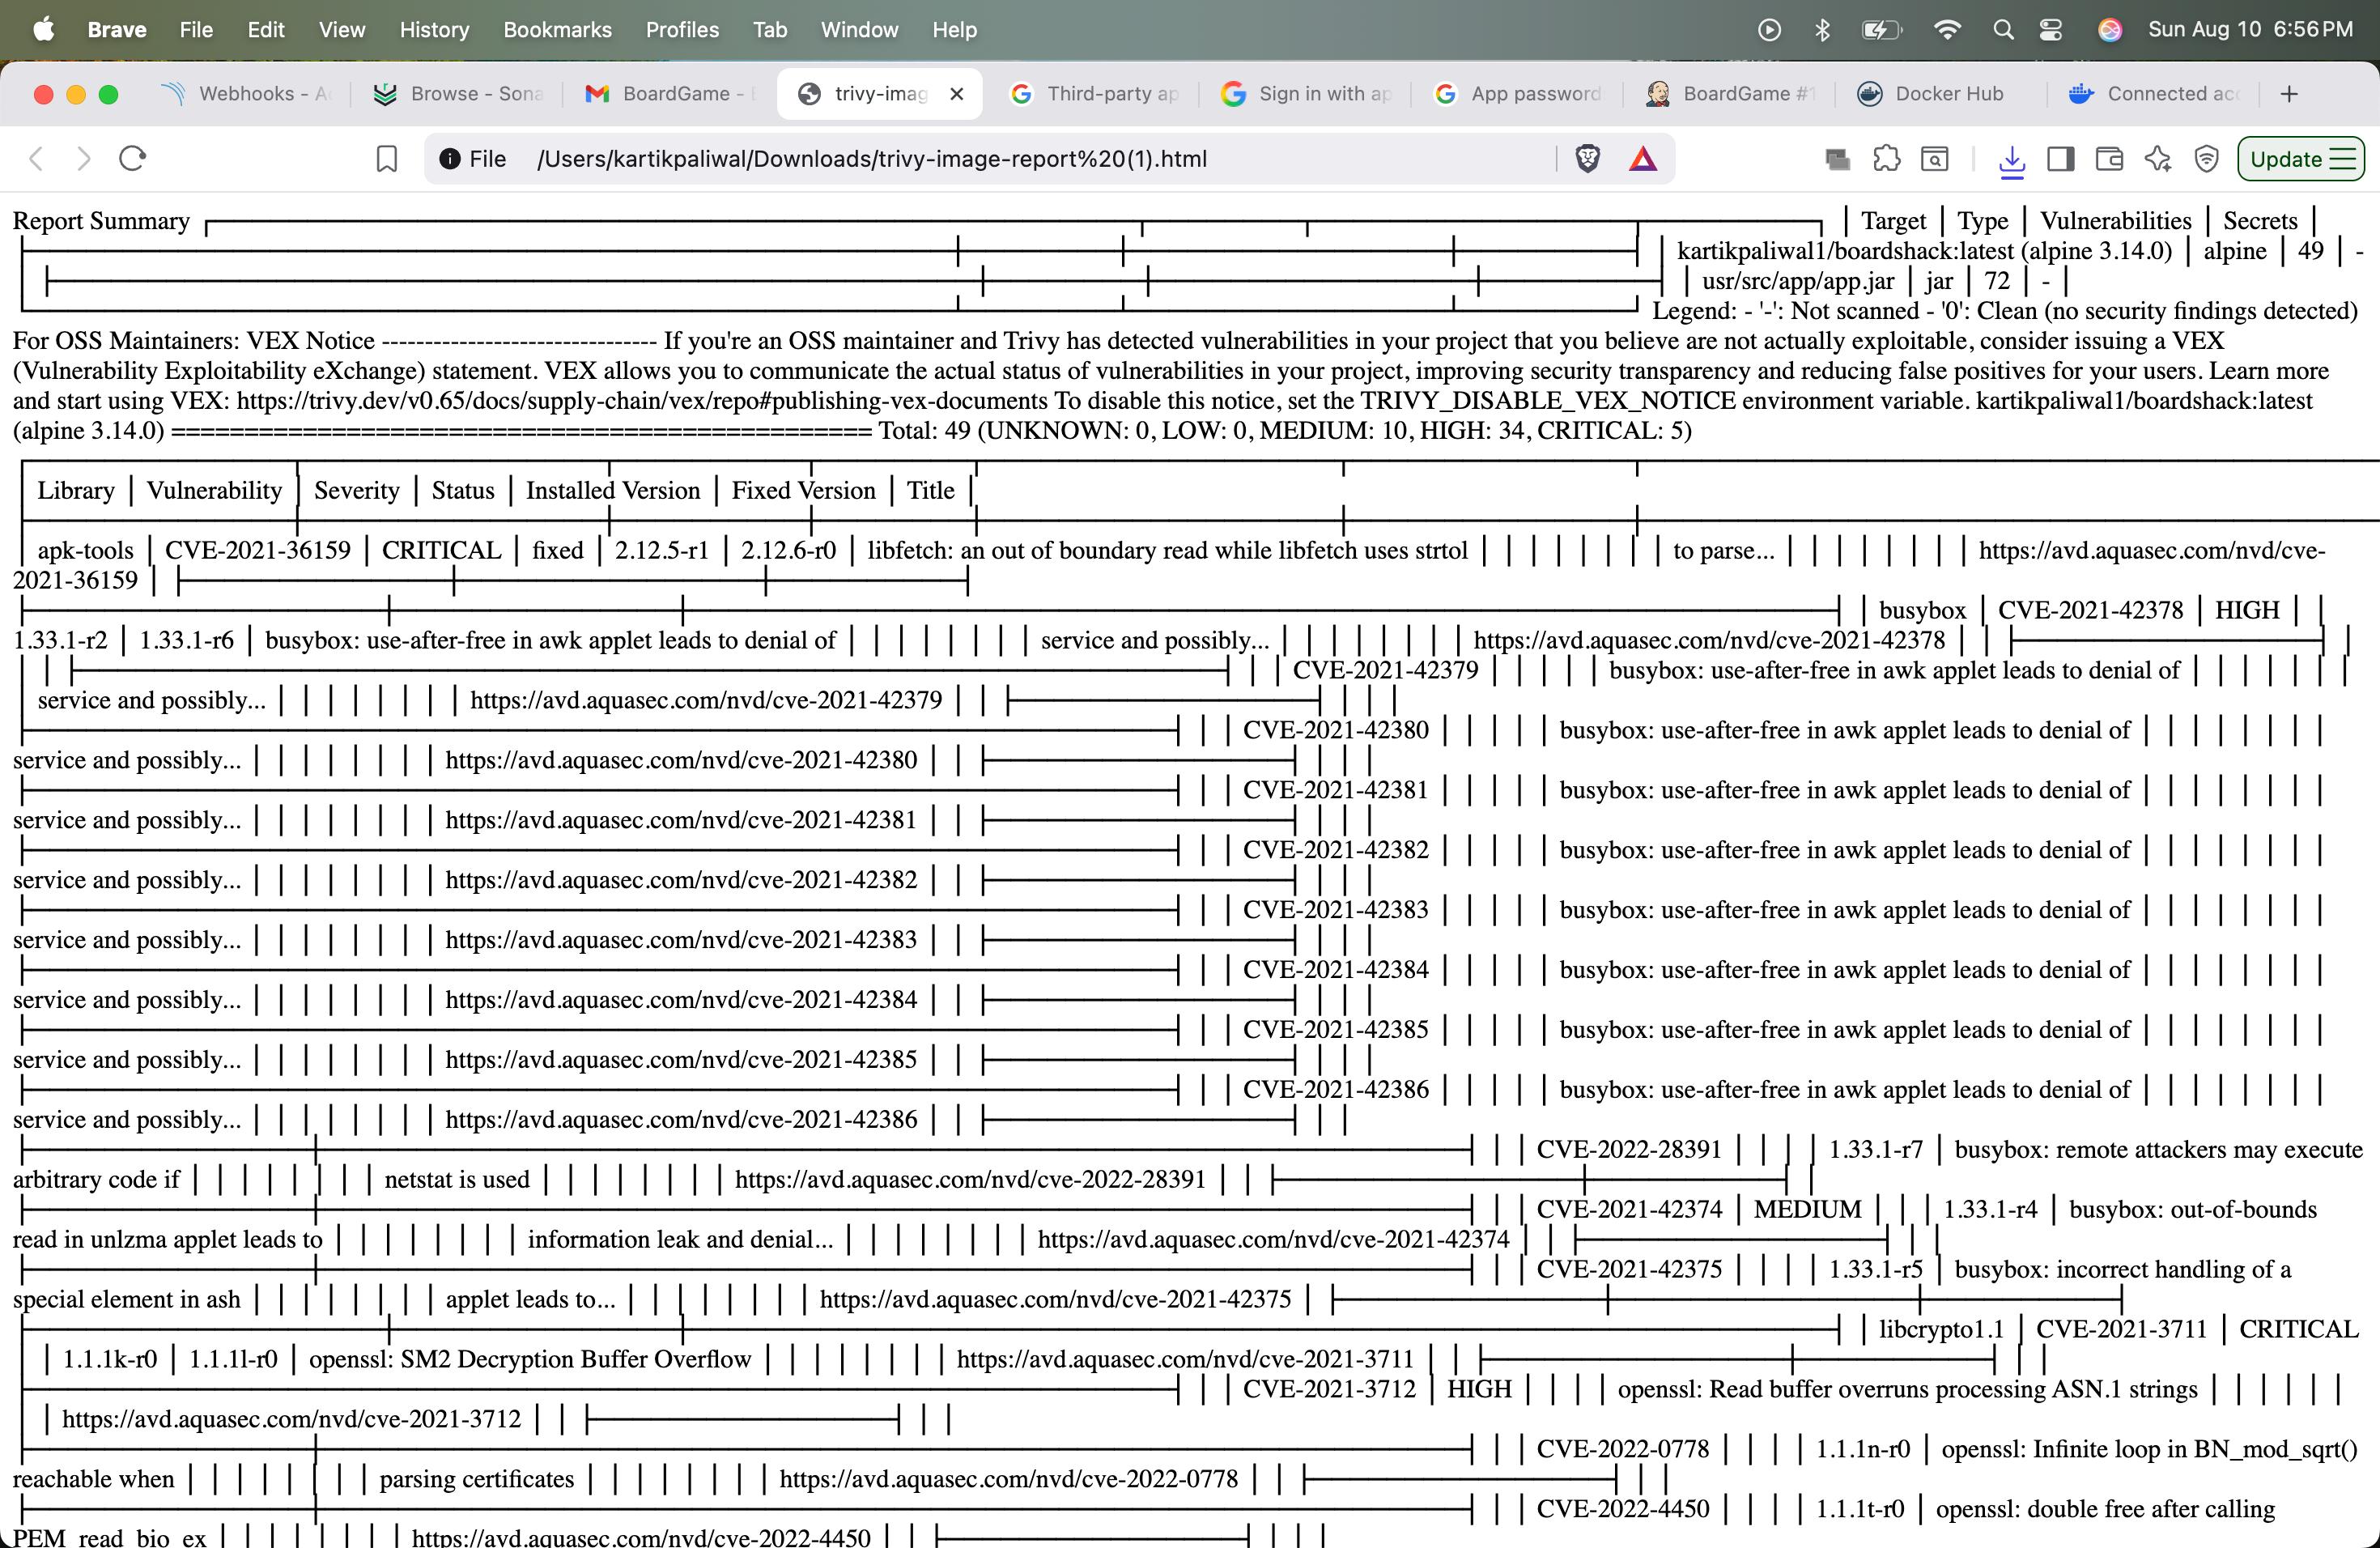 Brave File Edit View History Bookmarks Profiles Tab Window Help Sun Aug 10 6:56 PM
Webhooks - A Browse - Sona BoardGame - trivy-imag Third-party ap Sign in with ap App password BoardGame #1 Docker Hub Connected acc
File /Users/kartikpaliwal/Downloads/trivy-image-report%20(1).html Update
Report Summary │ Target │ Type │ Vulnerabilities │ Secrets │
│ kartikpaliwal1/boardshack:latest (alpine 3.14.0) │ alpine │ 49 │ -
│ usr/src/app/app.jar │ jar │ 72 │ - │
Legend: - '-': Not scanned - '0': Clean (no security findings detected)
For OSS Maintainers: VEX Notice -------------------------------- If you're an OSS maintainer and Trivy has detected vulnerabilities in your project that you believe are not actually exploitable, consider issuing a VEX
(Vulnerability Exploitability eXchange) statement. VEX allows you to communicate the actual status of vulnerabilities in your project, improving security transparency and reducing false positives for your users. Learn more
and start using VEX: https://trivy.dev/v0.65/docs/supply-chain/vex/repo#publishing-vex-documents To disable this notice, set the TRIVY_DISABLE_VEX_NOTICE environment variable. kartikpaliwal1/boardshack:latest
(alpine 3.14.0) ================================================ Total: 49 (UNKNOWN: 0, LOW: 0, MEDIUM: 10, HIGH: 34, CRITICAL: 5)
│ Library │ Vulnerability │ Severity │ Status │ Installed Version │ Fixed Version │ Title │
│ apk-tools │ CVE-2021-36159 │ CRITICAL │ fixed │ 2.12.5-r1 │ 2.12.6-r0 │ libfetch: an out of boundary read while libfetch uses strtol │ │ │ │ │ │ │ to parse... │ │ │ │ │ │ │ https://avd.aquasec.com/nvd/cve-
2021-36159 │
│ busybox │ CVE-2021-42378 │ HIGH │ │
1.33.1-r2 │ 1.33.1-r6 │ busybox: use-after-free in awk applet leads to denial of │ │ │ │ │ │ │ service and possibly... │ │ │ │ │ │ │ https://avd.aquasec.com/nvd/cve-2021-42378 │ │
│ │ CVE-2021-42379 │ │ │ │ │ busybox: use-after-free in awk applet leads to denial of │ │ │ │ │ │
│ service and possibly... │ │ │ │ │ │ │ https://avd.aquasec.com/nvd/cve-2021-42379 │ │
│ │ CVE-2021-42380 │ │ │ │ │ busybox: use-after-free in awk applet leads to denial of │ │ │ │ │ │ │
service and possibly... │ │ │ │ │ │ │ https://avd.aquasec.com/nvd/cve-2021-42380 │ │
│ │ CVE-2021-42381 │ │ │ │ │ busybox: use-after-free in awk applet leads to denial of │ │ │ │ │ │ │
service and possibly... │ │ │ │ │ │ │ https://avd.aquasec.com/nvd/cve-2021-42381 │ │
│ │ CVE-2021-42382 │ │ │ │ │ busybox: use-after-free in awk applet leads to denial of │ │ │ │ │ │ │
service and possibly... │ │ │ │ │ │ │ https://avd.aquasec.com/nvd/cve-2021-42382 │ │
│ │ CVE-2021-42383 │ │ │ │ │ busybox: use-after-free in awk applet leads to denial of │ │ │ │ │ │ │
service and possibly... │ │ │ │ │ │ │ https://avd.aquasec.com/nvd/cve-2021-42383 │ │
│ │ CVE-2021-42384 │ │ │ │ │ busybox: use-after-free in awk applet leads to denial of │ │ │ │ │ │ │
service and possibly... │ │ │ │ │ │ │ https://avd.aquasec.com/nvd/cve-2021-42384 │ │
│ │ CVE-2021-42385 │ │ │ │ │ busybox: use-after-free in awk applet leads to denial of │ │ │ │ │ │ │
service and possibly... │ │ │ │ │ │ │ https://avd.aquasec.com/nvd/cve-2021-42385 │ │
│ │ CVE-2021-42386 │ │ │ │ │ busybox: use-after-free in awk applet leads to denial of │ │ │ │ │ │ │
service and possibly... │ │ │ │ │ │ │ https://avd.aquasec.com/nvd/cve-2021-42386 │ │
│ │ CVE-2022-28391 │ │ │ │ 1.33.1-r7 │ busybox: remote attackers may execute
arbitrary code if │ │ │ │ │ │ │ netstat is used │ │ │ │ │ │ │ https://avd.aquasec.com/nvd/cve-2022-28391 │ │
│ │ CVE-2021-42374 │ MEDIUM │ │ │ 1.33.1-r4 │ busybox: out-of-bounds
read in unlzma applet leads to │ │ │ │ │ │ │ information leak and denial... │ │ │ │ │ │ │ https://avd.aquasec.com/nvd/cve-2021-42374 │ │
│ │ CVE-2021-42375 │ │ │ │ 1.33.1-r5 │ busybox: incorrect handling of a
special element in ash │ │ │ │ │ │ │ applet leads to... │ │ │ │ │ │ │ https://avd.aquasec.com/nvd/cve-2021-42375 │
│ libcrypto1.1 │ CVE-2021-3711 │ CRITICAL
│ 1.1.1k-r0 │ 1.1.1l-r0 │ openssl: SM2 Decryption Buffer Overflow │ │ │ │ │ │ │ https://avd.aquasec.com/nvd/cve-2021-3711 │ │
│ │ CVE-2021-3712 │ HIGH │ │ │ │ openssl: Read buffer overruns processing ASN.1 strings │ │ │ │ │ │
│ https://avd.aquasec.com/nvd/cve-2021-3712 │ │
│ │ CVE-2022-0778 │ │ │ │ 1.1.1n-r0 │ openssl: Infinite loop in BN_mod_sqrt()
reachable when │ │ │ │ │ │ │ parsing certificates │ │ │ │ │ │ │ https://avd.aquasec.com/nvd/cve-2022-0778 │ │
│ │ CVE-2022-4450 │ │ │ │ 1.1.1t-r0 │ openssl: double free after calling
PEM_read_bio_ex │ │ │ │ │ │ │ https://avd.aquasec.com/nvd/cve-2022-4450 │ │